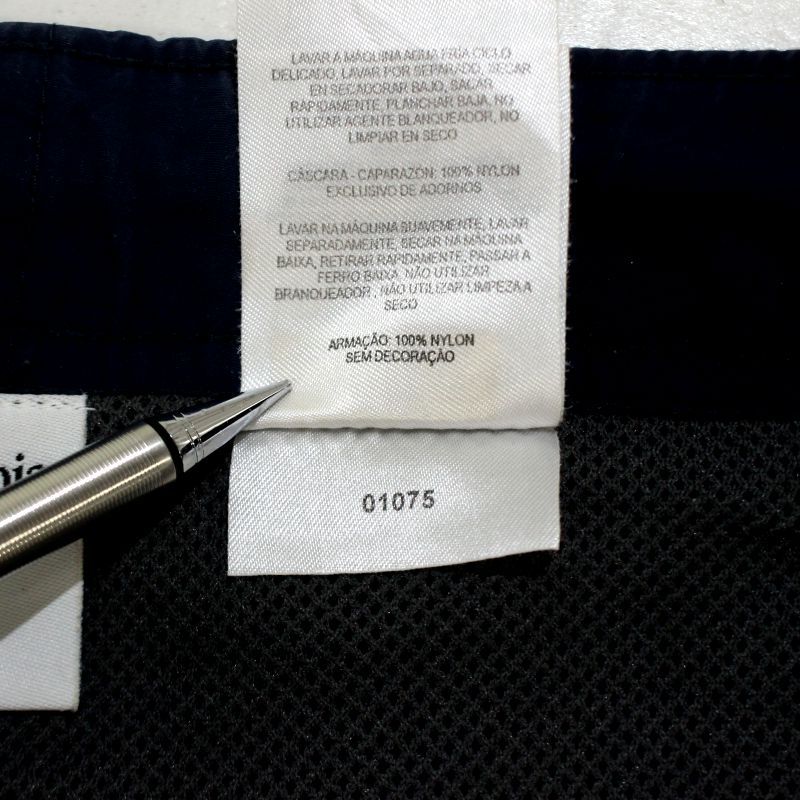 LAVAR A MÁQUINA AGUA FRIA CICLO
DELICADO, LAVAR POR SEPARADO, SECAR
EN SECADORAR BAJO, SACAR
RAPIDAMENTE, PLANCHAR BAJA, NO
UTILIZAR AGENTE BLANQUEADOR, NO
LIMPIAR EN SECO
CÁSCARA - CAPARAZON: 100% NYLON
EXCLUSIVO DE ADORNOS
LAVAR NA MÁQUINA SUAVEMENTE, LAVAR
SEPARADAMENTE, SECAR NA MÁQUINA
BAIXA, RETIRAR RAPIDAMENTE, PASSAR A
FERRO BAIXA. NÃO UTILIZAR
BRANQUEADOR, NÃO UTILIZAR LIMPEZA A
SECO
ARMAÇÃO: 100% NYLON
SEM DECORAÇÃO
01075